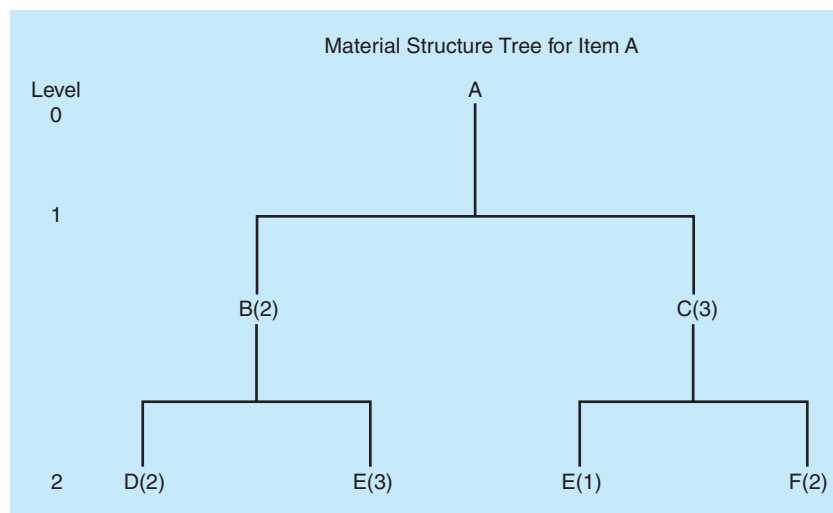 Material Structure Tree for Item A
Level
0
A
1
B(2)
C(3)
2
D(2)
E(3)
E(1)
F(2)